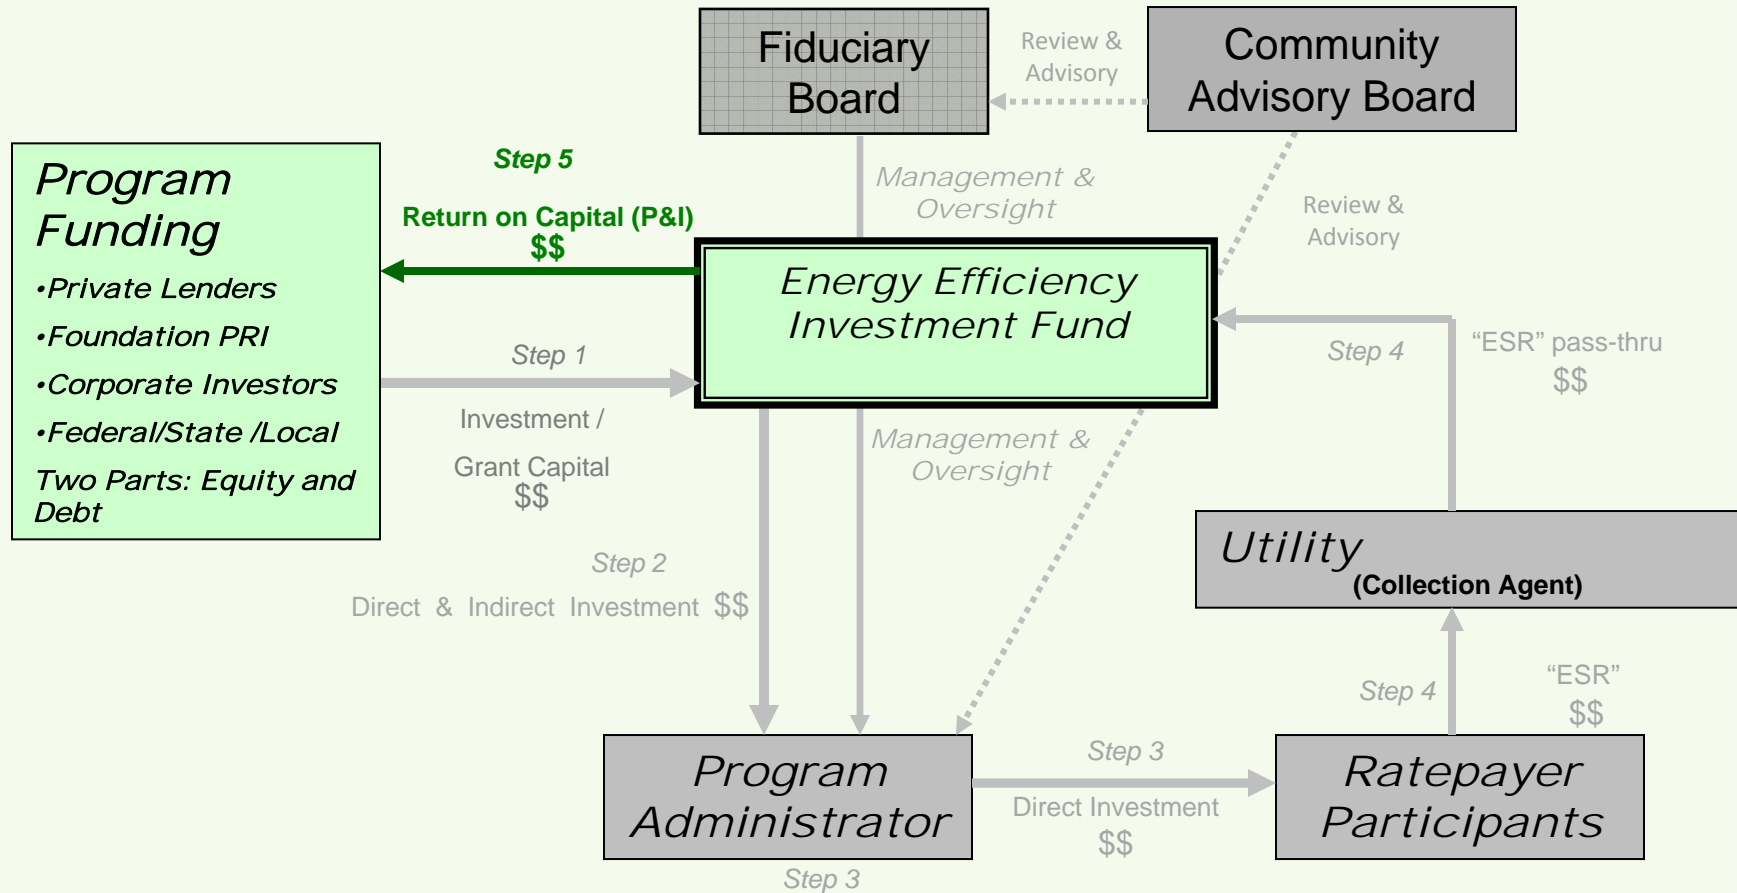 Fiduciary
Board
Review &
Advisory
Community
Advisory Board
Program
Funding
•Private Lenders
•Foundation PRI
•Corporate Investors
•Federal/State /Local
Two Parts: Equity and
Debt
Step 5
Return on Capital (P&I)
$$
Management &
Oversight
Review &
Advisory
Energy Efficiency
Investment Fund
Step 1
Investment /
Grant Capital
$$
Step 4
“ESR” pass-thru
$$
Management &
Oversight
Step 2
Direct & Indirect Investment $$
Utility
(Collection Agent)
Step 4
“ESR”
$$
Program
Administrator
Step 3
Step 3
Direct Investment
$$
Ratepayer
Participants